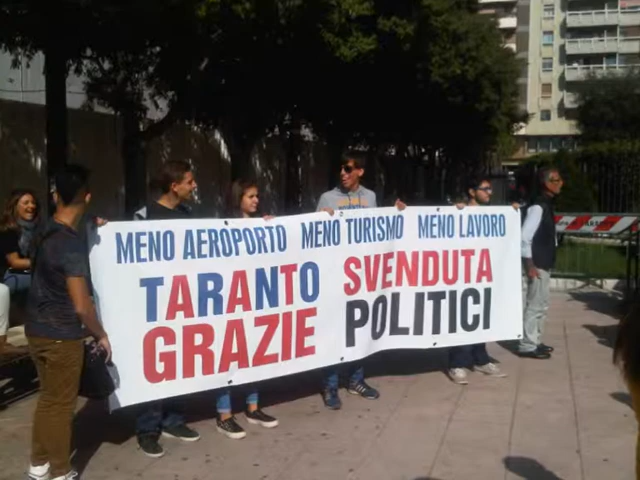 MENO AEROPORTO MENO TURISMO MENO LAVORO
TARANTO SVENDUTA
GRAZIE POLITICI